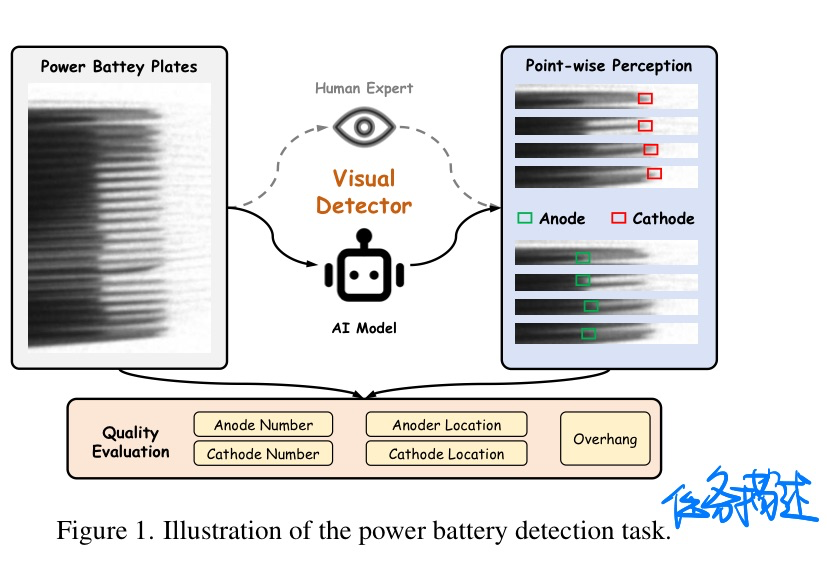 Power Battey Plates
Human Expert
Visual
Detector
AI Model
Point-wise Perception
Anode
Cathode
Quality
Evaluation
Anode Number
Cathode Number
Anoder Location
Cathode Location
Overhang
任务描述
Figure 1. Illustration of the power battery detection task.